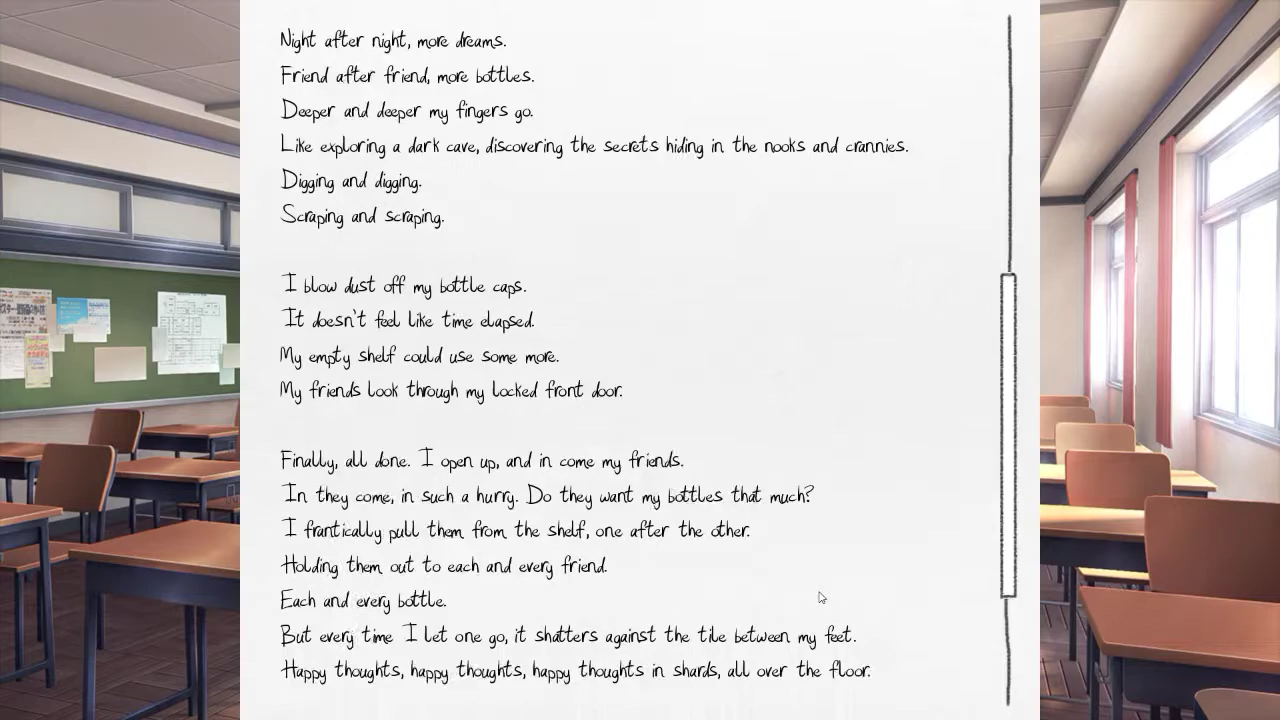 Night after night, more dreams.
Friend after friend, more bottles.
Deeper and deeper my fingers go.
Like exploring a dark cave, discovering the secrets hiding in the nooks and crannies.
Digging and digging.
Scraping and scraping.
I blow dust off my bottle caps.
It doesn't feel like time elapsed.
My empty shelf could use some more.
My friends look through my locked front door.
Finally, all done. I open up, and in come my friends.
In they come, in such a hurry. Do they want my bottles that much?
I frantically pull them from the shelf, one after the other.
Holding them out to each and every friend.
Each and every bottle.
But every time I let one go, it shatters against the tile between my feet.
Happy thoughts, happy thoughts, happy thoughts in shards, all over the floor.